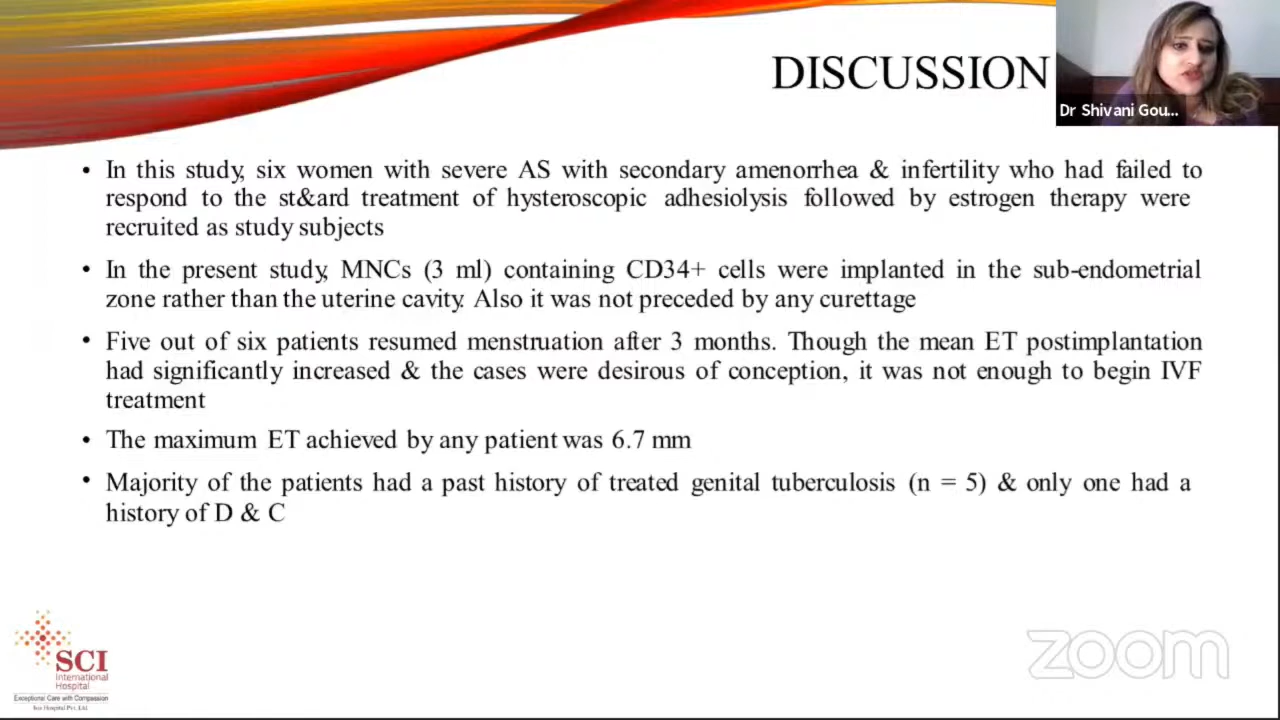 DISCUSSION
Dr Shivani Gou...
• In this study, six women with severe AS with secondary amenorrhea & infertility who had failed to
respond to the st&ard treatment of hysteroscopic adhesiolysis followed by estrogen therapy were
recruited as study subjects
• In the present study, MNCs (3 ml) containing CD34+ cells were implanted in the sub-endometrial
zone rather than the uterine cavity. Also it was not preceded by any curettage
• Five out of six patients resumed menstruation after 3 months. Though the mean ET postimplantation
had significantly increased & the cases were desirous of conception, it was not enough to begin IVF
treatment
• The maximum ET achieved by any patient was 6.7 mm
• Majority of the patients had a past history of treated genital tuberculosis (n = 5) & only one had a
history of D & C
SCI
International
Hospital
Exceptional Care with Compassion
zoom